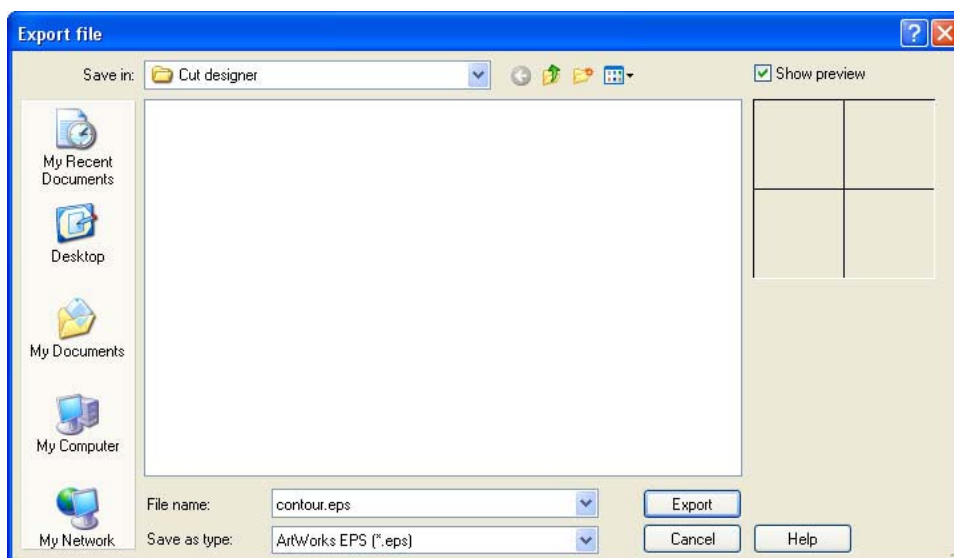 Export file
Save in: Cut designer
Show preview
My Recent
Documents
Desktop
My Documents
My Computer
My Network
File name: contour.eps Export
Save as type: ArtWorks EPS (*.eps) Cancel Help